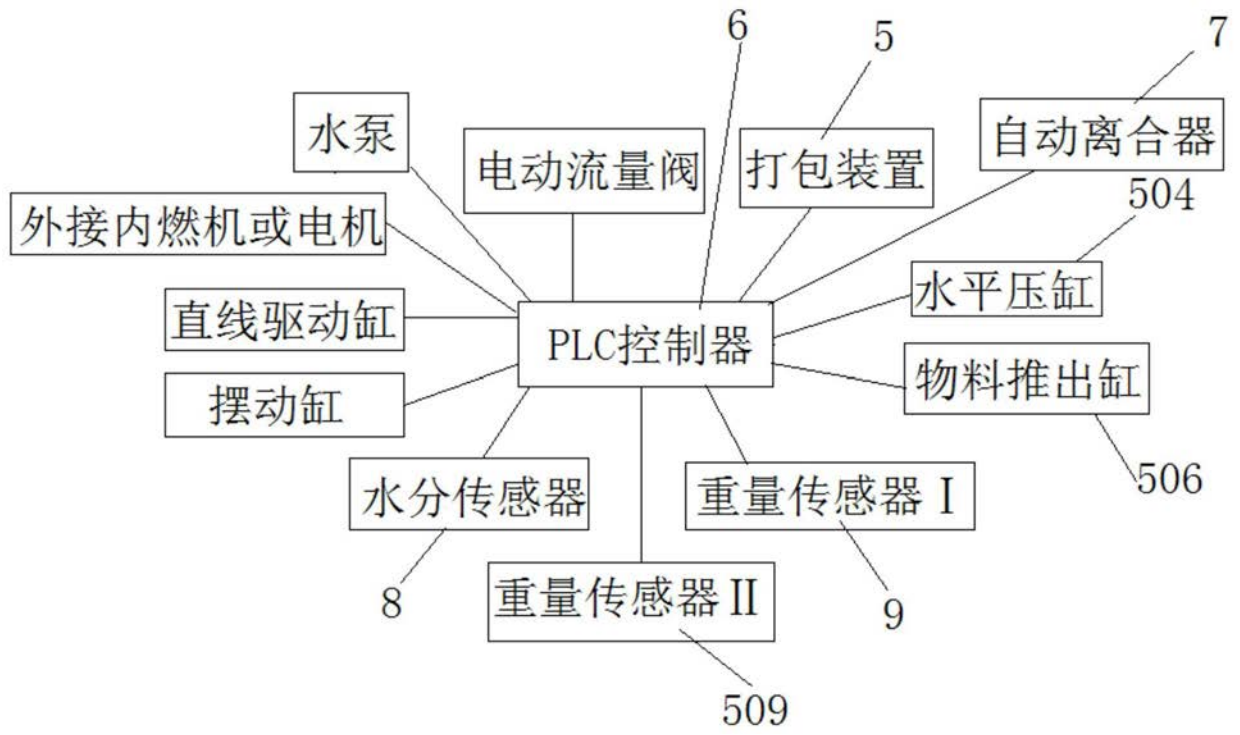 6
5
7
水泵
电动流量阀
打包装置
自动离合器
504
外接内燃机或电机
水平压缸
直线驱动缸
PLC控制器
物料推出缸
摆动缸
506
水分传感器
重量传感器Ⅰ
8
重量传感器Ⅱ
9
509